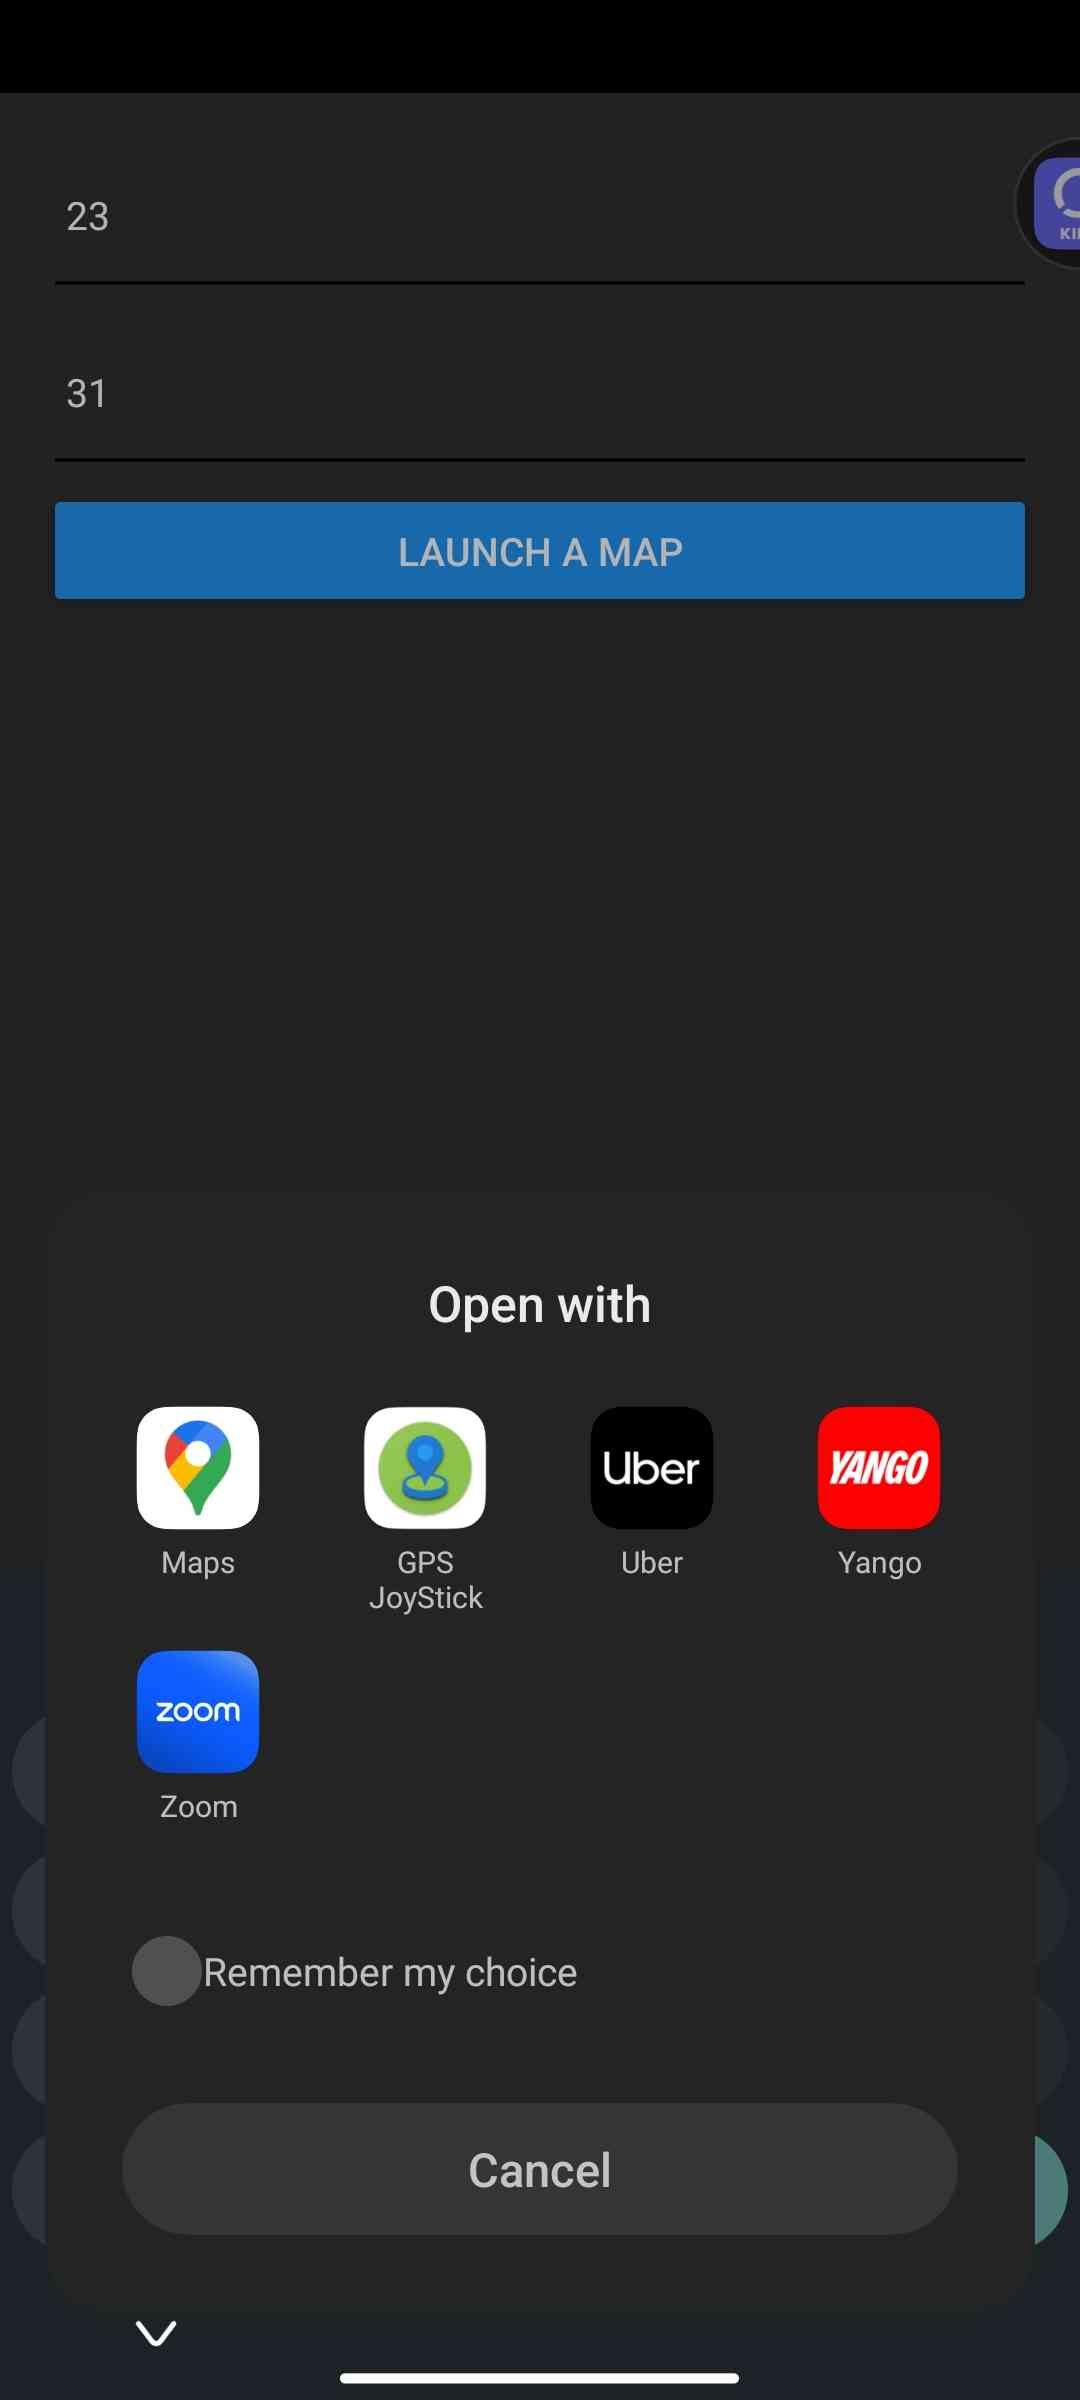 23
31
LAUNCH A MAP
Open with
Uber
YANGO
Maps
GPS
JoyStick
Uber
Yango
zoom
Zoom
Remember my choice
Cancel